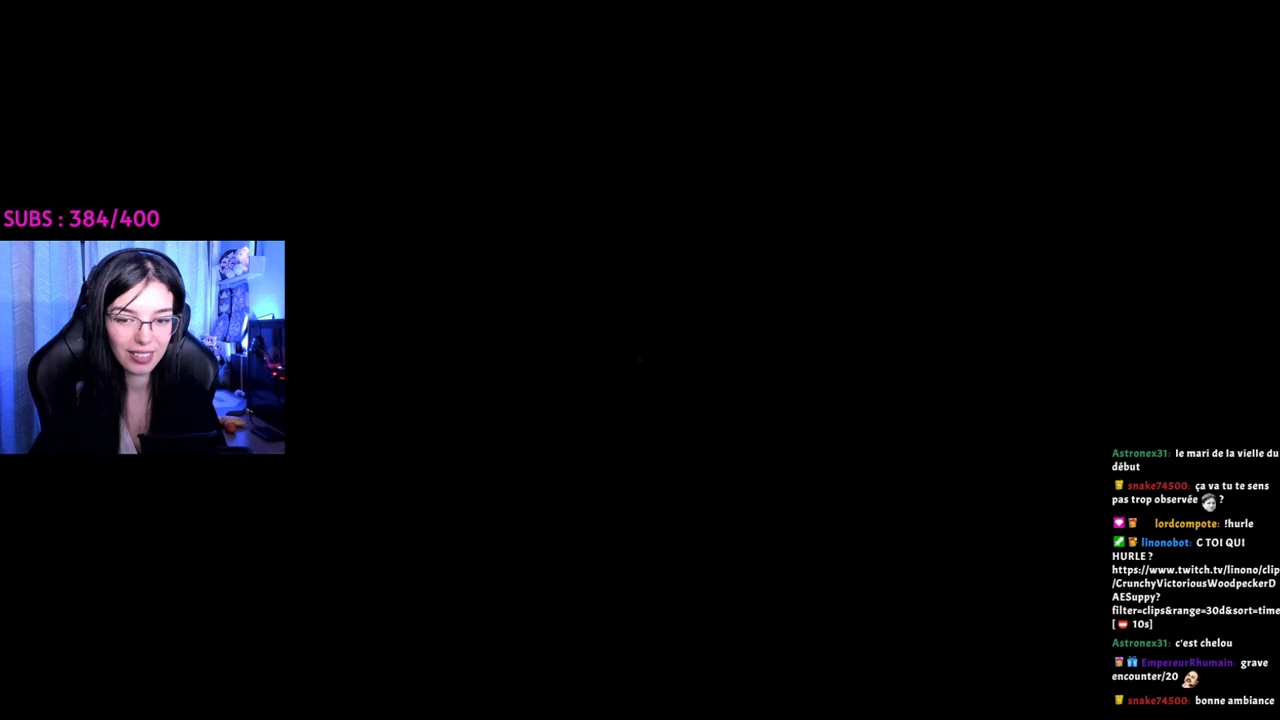 SUBS : 384/400
Astronex31: le mari de la vielle du
début
snake74500: ça va tu te sens
pas trop observée ?
lordcompote: !hurle
linonobot: C TOI QUI
HURLE ?
https://www.twitch.tv/linono/clip
/CrunchyVictoriousWoodpeckerD
AESuppy?
filter=clips&range=30d&sort=time
[ 10s]
Astronex31: c'est chelou
EmpereurRhumain: grave
encounter/20
snake74500: bonne ambiance